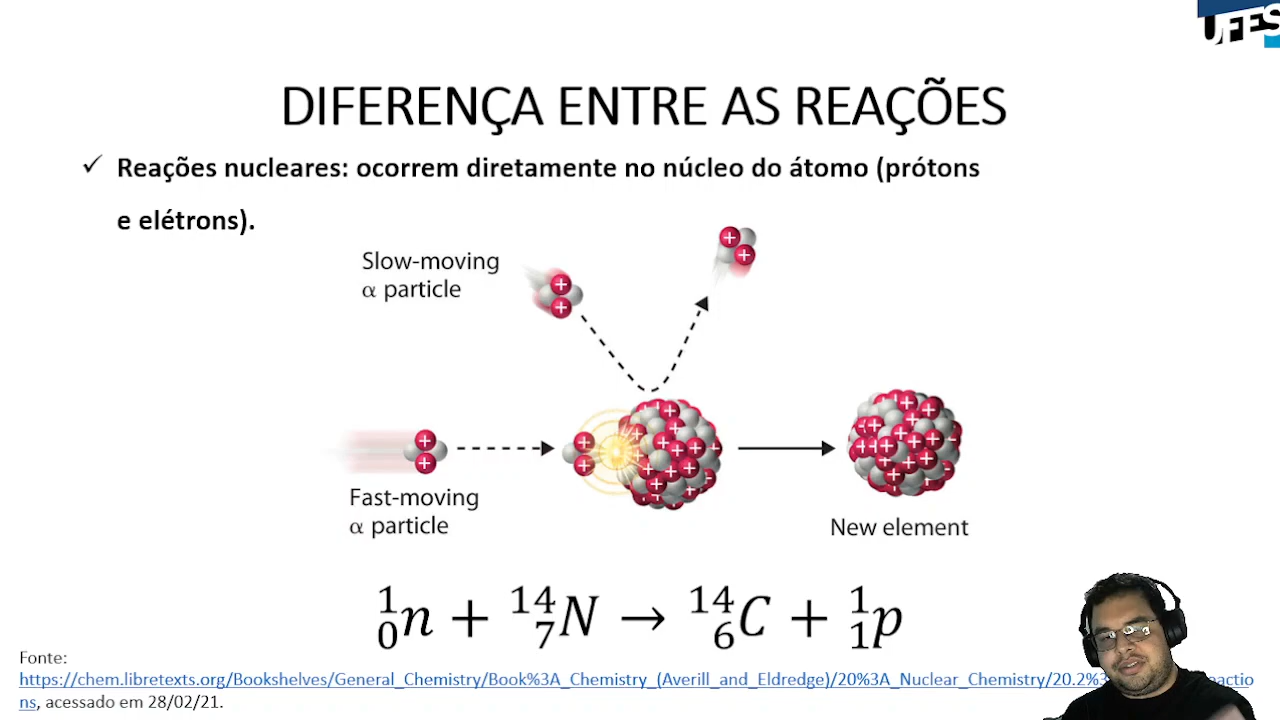 UFES
DIFERENÇA ENTRE AS REAÇÕES
✓ Reações nucleares: ocorrem diretamente no núcleo do átomo (prótons
e elétrons).
Slow-moving
α particle
Fast-moving
α particle
New element
¹₀n + ¹⁴₇N → ¹⁴₆C + ¹₁p
Fonte:
https://chem.libretexts.org/Bookshelves/General_Chemistry/Book%3A_Chemistry_(Averill_and_Eldredge)/20%3A_Nuclear_Chemistry/20.2%3
ns, acessado em 28/02/21.